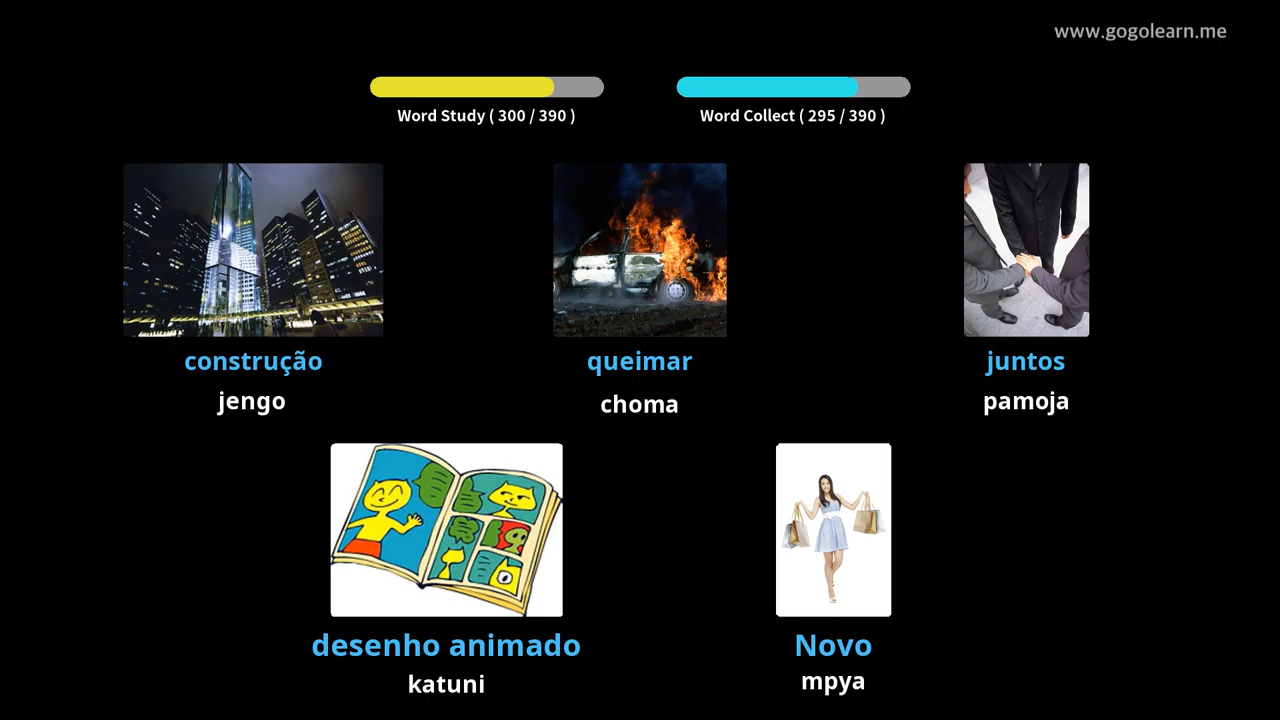 www.gogolearn.me
Word Study ( 300 / 390 )
Word Collect ( 295 / 390 )
construção
jengo
queimar
choma
juntos
pamoja
desenho animado
katuni
Novo
mpya